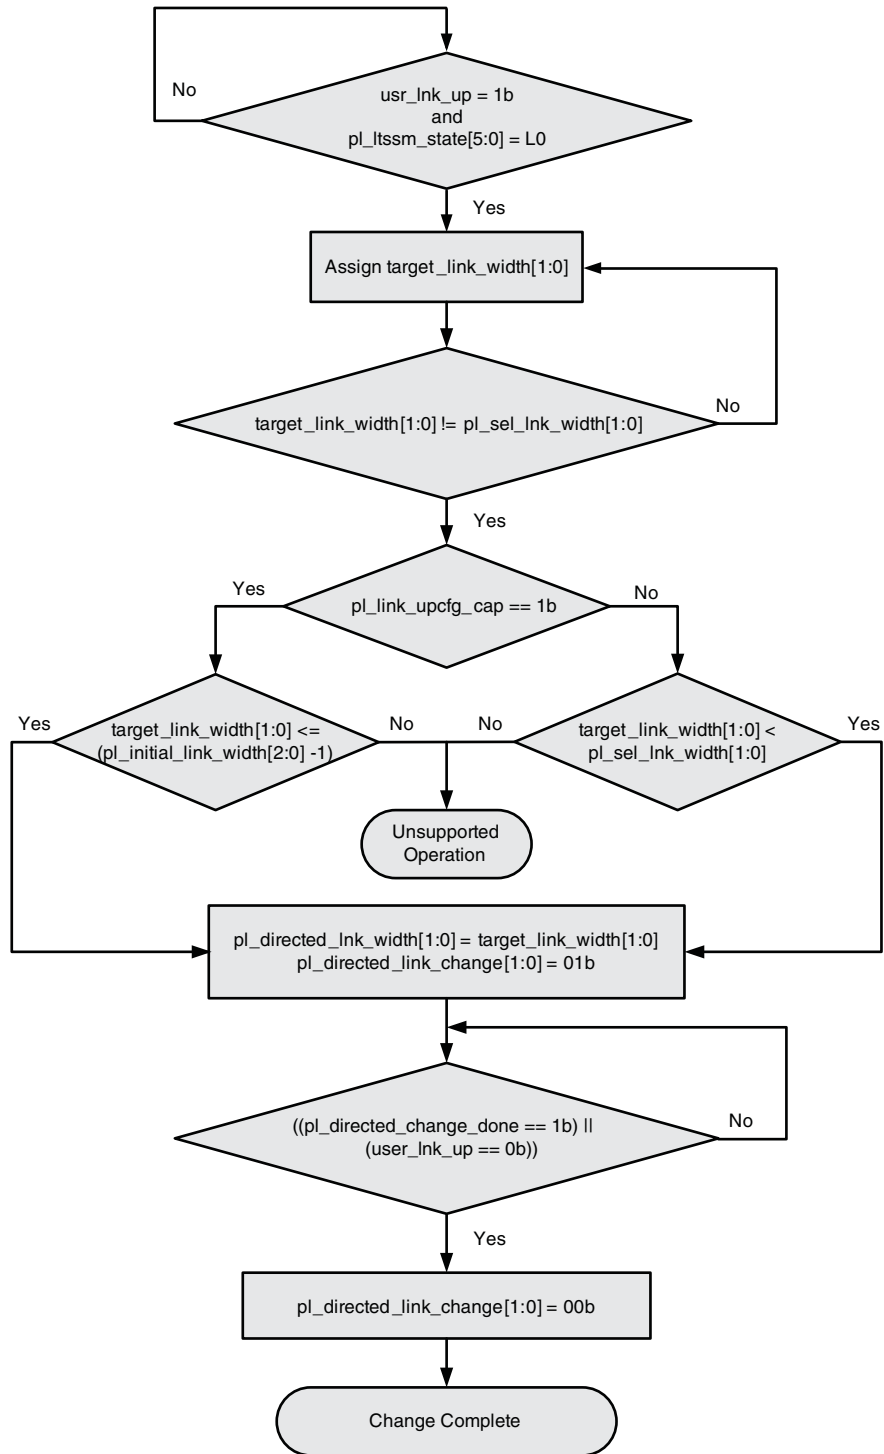 No
usr_lnk_up = 1b
and
pl_ltssm_state[5:0] = L0
Yes
Assign target_link_width[1:0]
No
target_link_width[1:0] != pl_sel_lnk_width[1:0]
Yes
Yes
pl_link_upcfg_cap == 1b
No
Yes
target_link_width[1:0] <=
(pl_initial_link_width[2:0] -1)
No
No
target_link_width[1:0] <
pl_sel_lnk_width[1:0]
Yes
Unsupported
Operation
pl_directed_lnk_width[1:0] = target_link_width[1:0]
pl_directed_link_change[1:0] = 01b
((pl_directed_change_done == 1b) ||
(user_lnk_up == 0b))
No
Yes
pl_directed_link_change[1:0] = 00b
Change Complete